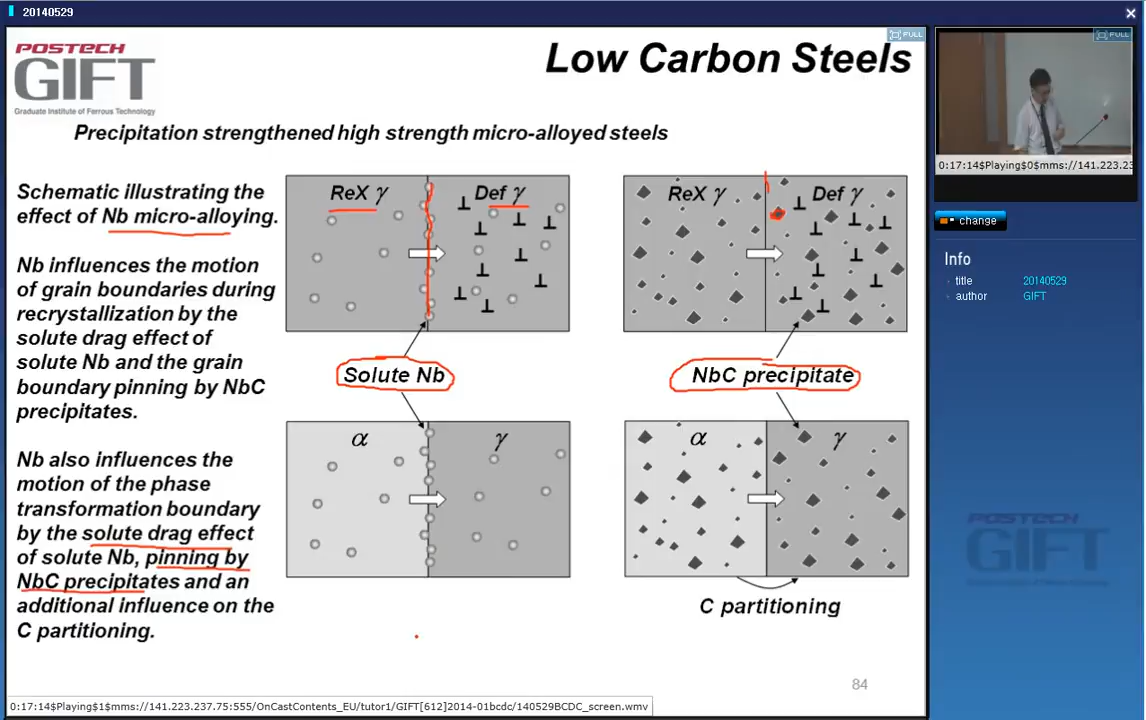 20140529
POSTECH
GIFT
Graduate Institute of Ferrous Technology
FULL
Low Carbon Steels
Precipitation strengthened high strength micro-alloyed steels
Schematic illustrating the
effect of Nb micro-alloying.
Nb influences the motion
of grain boundaries during
recrystallization by the
solute drag effect of
solute Nb and the grain
boundary pinning by NbC
precipitates.
Nb also influences the
motion of the phase
transformation boundary
by the solute drag effect
of solute Nb, pinning by
NbC precipitates and an
additional influence on the
C partitioning.
ReX γ
Def γ
ReX γ
Def γ
Solute Nb
NbC precipitate
α
γ
α
γ
C partitioning
84
0:17:14$Playing$1$mms://141.223.237.75:555/OnCastContents_EU/tutor1/GIFT[612]2014-01bcdc/140529BCDC_screen.wmv
FULL
0:17:14$Playing$0$mms://141.223.23
change
Info
title 20140529
author GIFT
POSTECH
GIFT